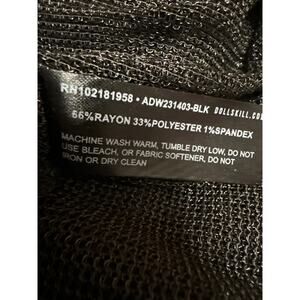 RN102181958 • ADW231403-BLK DOLLSKILL.CO
66%RAYON 33%POLYESTER 1%SPANDEX
MACHINE WASH WARM, TUMBLE DRY LOW, DO NOT
USE BLEACH, OR FABRIC SOFTENER, DO NOT
IRON OR DRY CLEAN